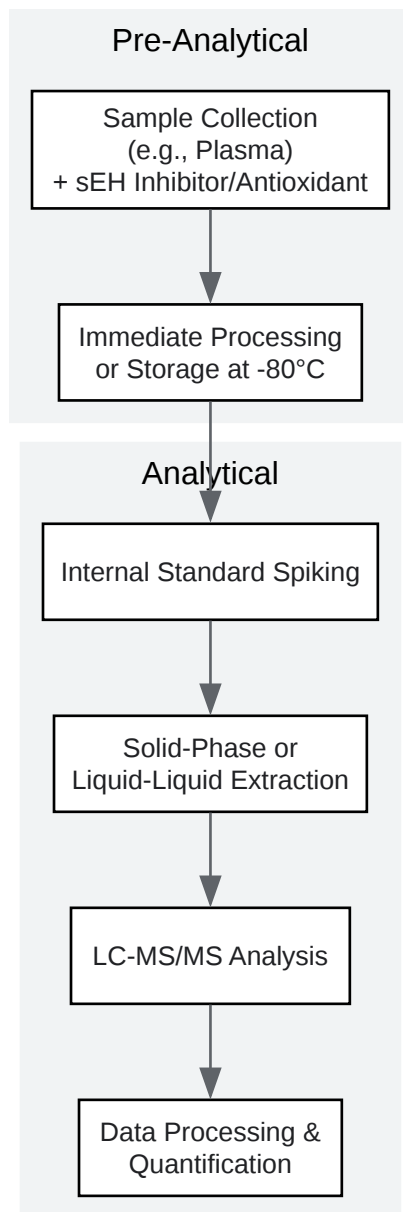 Pre-Analytical
Sample Collection
(e.g., Plasma)
+ sEH Inhibitor/Antioxidant
Immediate Processing
or Storage at -80°C
Analytical
Internal Standard Spiking
Solid-Phase or
Liquid-Liquid Extraction
LC-MS/MS Analysis
Data Processing &
Quantification